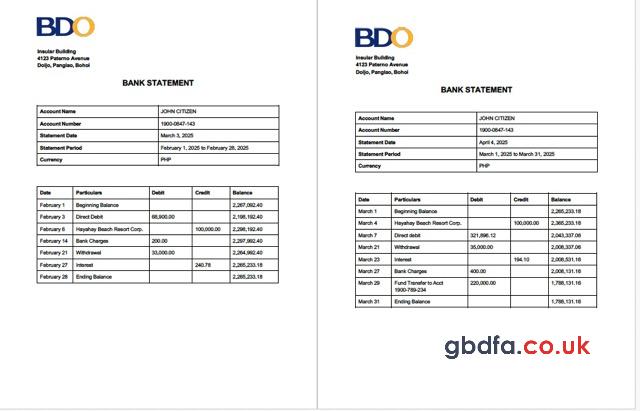 BDO
Insular Building
4123 Paterno Avenue
Doljo, Panglao, Bohol
BANK STATEMENT
Account Name JOHN CITIZEN
Account Number 1900-0847-143
Statement Date March 3, 2025
Statement Period February 1, 2025 to February 28, 2025
Currency PHP
Date Particulars Debit Credit Balance
February 1 Beginning Balance 2,267,092.40
February 3 Direct Debit 68,900.00 2,198,192.40
February 6 Hayahay Beach Resort Corp. 100,000.00 2,298,192.40
February 14 Bank Charges 200.00 2,297,992.40
February 21 Withdrawal 33,000.00 2,264,992.40
February 27 Interest 240.78 2,265,233.18
February 28 Ending Balance 2,265,233.18
BDO
Insular Building
4123 Paterno Avenue
Doljo, Panglao, Bohol
BANK STATEMENT
Account Name JOHN CITIZEN
Account Number 1900-0847-143
Statement Date April 4, 2025
Statement Period March 1, 2025 to March 31, 2025
Currency PHP
Date Particulars Debit Credit Balance
March 1 Beginning Balance 2,265,233.18
March 4 Hayahay Beach Resort Corp. 100,000.00 2,365,233.18
March 7 Direct debit 321,896.12 2,043,337.06
March 21 Withdrawal 35,000.00 2,008,337.06
March 23 Interest 194.10 2,008,531.16
March 27 Bank Charges 400.00 2,008,131.16
March 29 Fund Transfer to Acct 220,000.00 1,788,131.16
1900-789-234
March 31 Ending Balance 1,788,131.16
gbdfa.co.uk